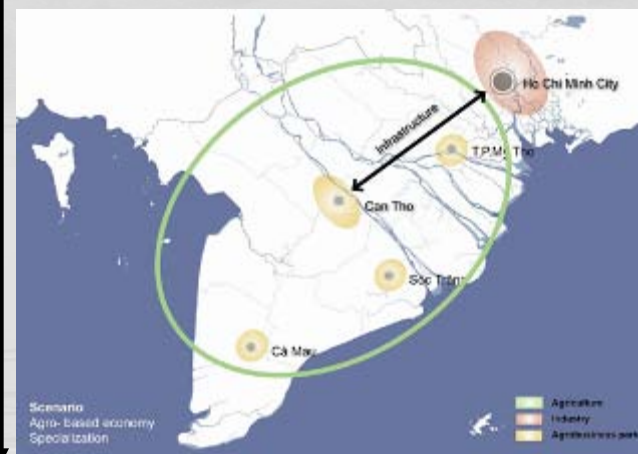 Ho Chi Minh City
Infrastructure
T.P.Mỹ Tho
Can Tho
Sóc Trăng
Cà Mau
Scenario
Agro- based economy
Specialization
Agriculture
Industry
Agribusiness park